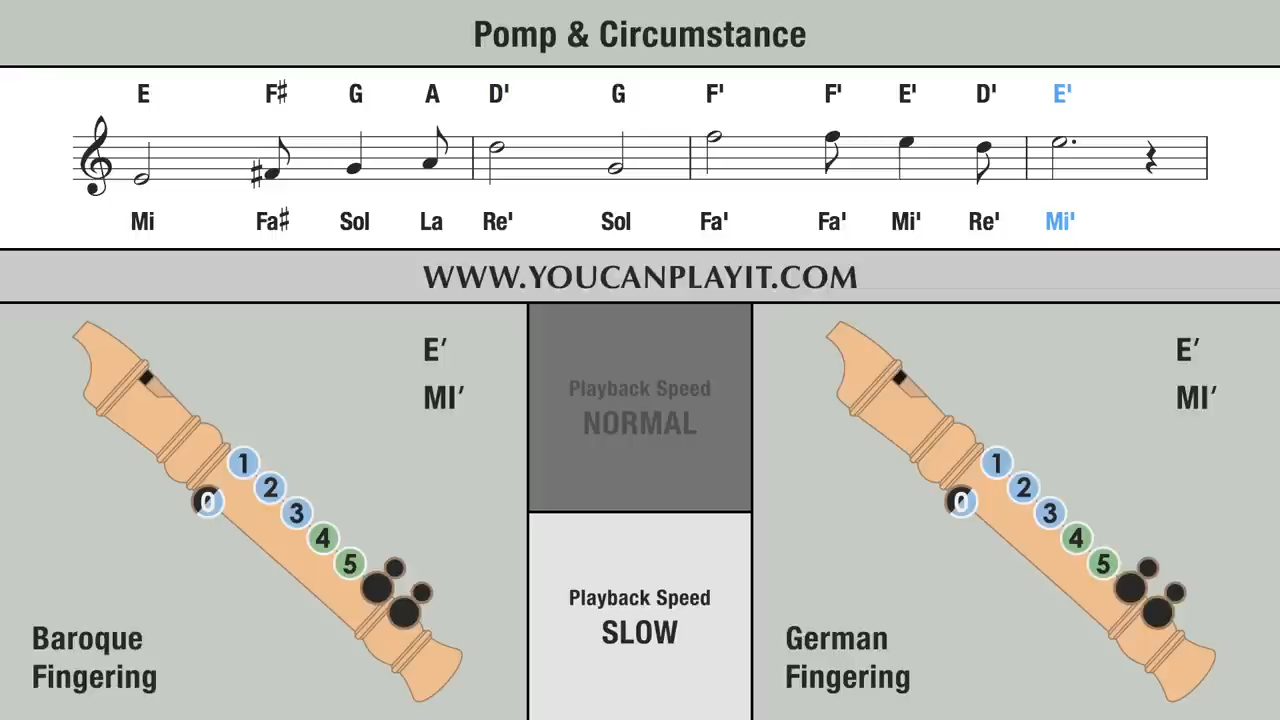 Pomp & Circumstance
E F♯ G A D' G F' F' E' D' E'
Mi Fa♯ Sol La Re' Sol Fa' Fa' Mi' Re' Mi'
WWW.YOUCANPLAYIT.COM
E′
MI′
0 1 2 3 4 5
Baroque
Fingering
Playback Speed
NORMAL
Playback Speed
SLOW
E′
MI′
0 1 2 3 4 5
German
Fingering